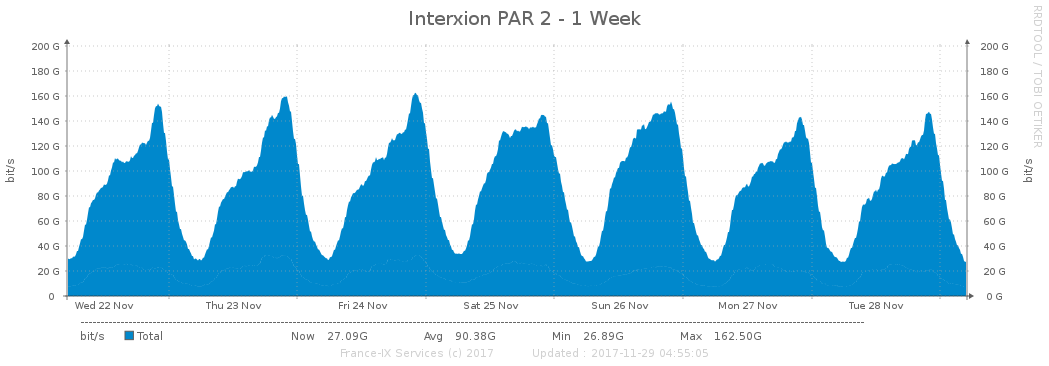 Interxion PAR 2 - 1 Week
RRDTOOL / TOBI OETIKER
200 G 200 G
180 G 180 G
160 G 160 G
140 G 140 G
120 G 120 G
100 G 100 G
80 G 80 G
60 G 60 G
40 G 40 G
20 G 20 G
0 0 G
bit/s bit/s
Wed 22 Nov Thu 23 Nov Fri 24 Nov Sat 25 Nov Sun 26 Nov Mon 27 Nov Tue 28 Nov
bit/s Total Now 27.09G Avg 90.38G Min 26.89G Max 162.50G
France-IX Services (c) 2017 Updated : 2017-11-29 04:55:05